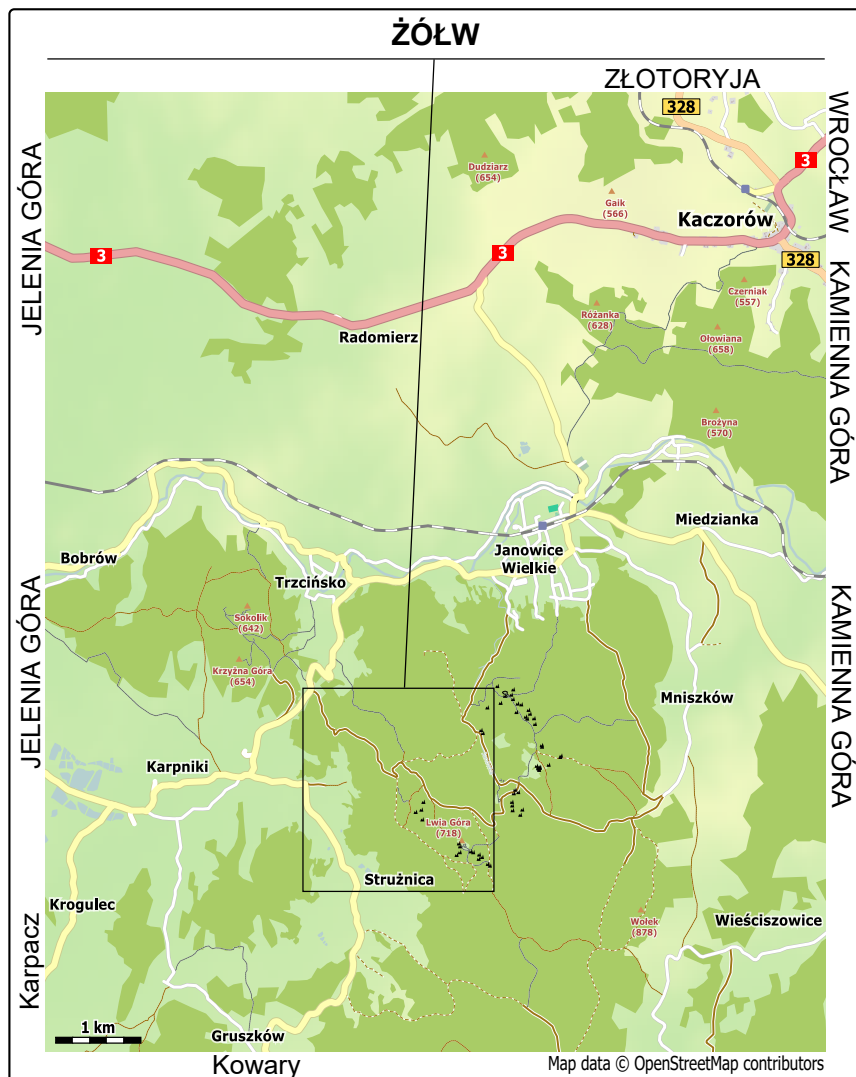 ŻÓŁW
ZŁOTORYJA
328
WROCŁAW
JELENIA GÓRA
Dudziarz
(654)
3
Gaik
(566)
Kaczorów
3
3
328
KAMIENNA GÓRA
Czerniak
(557)
Różanka
(628)
Radomierz
Ołowiana
(658)
Brożyna
(570)
Miedzianka
Janowice
Wielkie
Bobrów
Trzcińsko
JELENIA GÓRA
KAMIENNA GÓRA
Sokolik
(642)
Krzyżna Góra
(654)
Mniszków
Karpniki
Lwia Góra
(718)
Strużnica
Krogulec
Karpacz
Wołek
(878)
Wieściszowice
1 km
Gruszków
Kowary
Map data © OpenStreetMap contributors